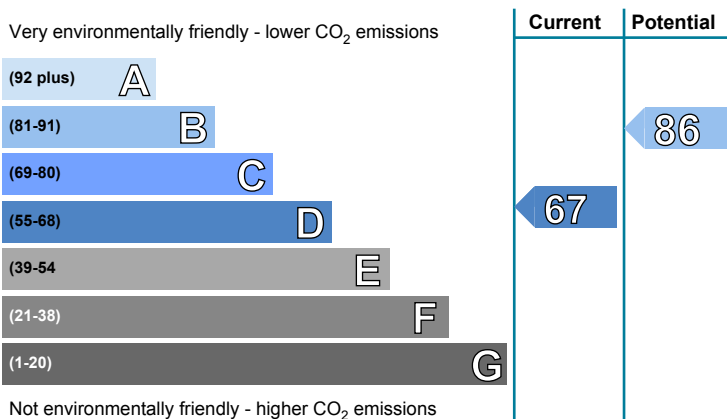 Current Potential
Very environmentally friendly - lower CO₂ emissions
(92 plus) A
(81-91) B
86
(69-80) C
(55-68) D
67
(39-54 E
(21-38) F
(1-20) G
Not environmentally friendly - higher CO₂ emissions